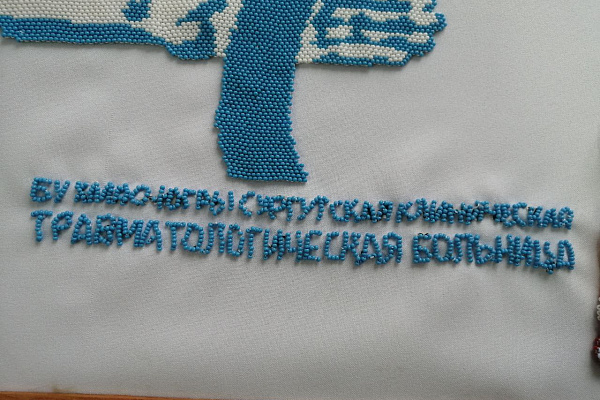 БУ ХМАО-ЮГРЫ СУРГУТСКАЯ КЛИНИЧЕСКАЯ
ТРАВМАТОЛОГИЧЕСКАЯ БОЛЬНИЦА